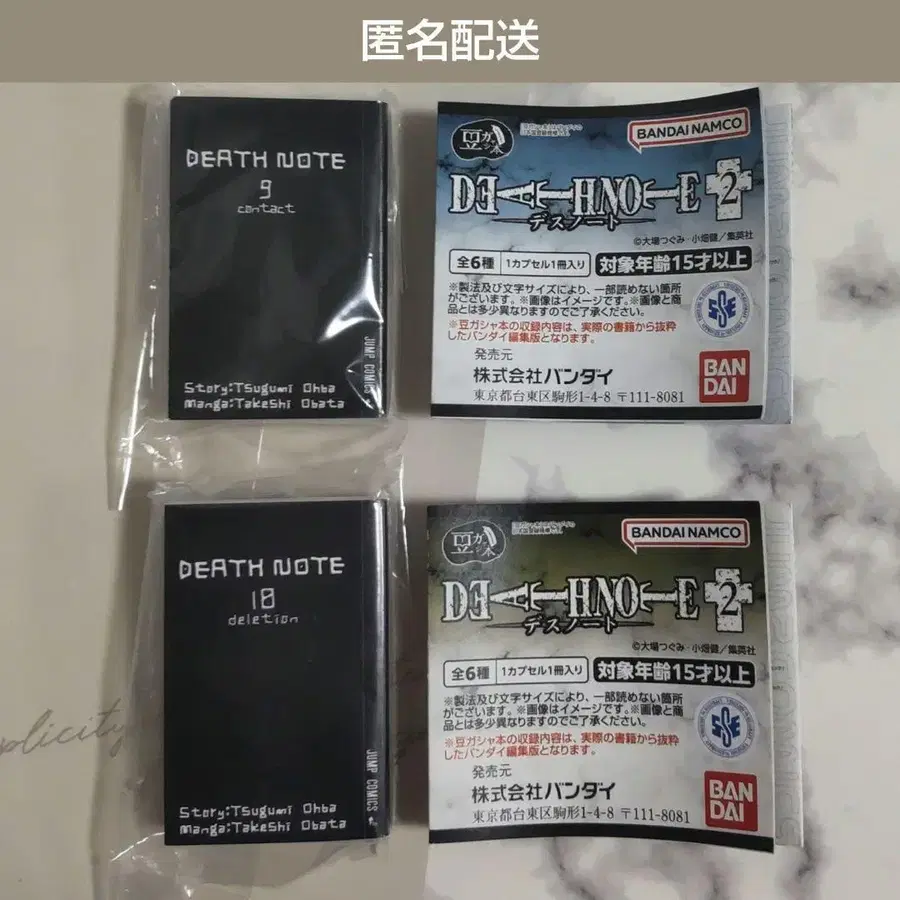 匿名配送
DEATH NOTE
9
contact
JUMP COMICS
Story:Tsugumi Ohba
Manga:Takeshi Obata
豆ガシャ本
BANDAI NAMCO
DEATHNOTE 2
デスノート
©大場つぐみ・小畑健／集英社
全6種 1カプセル1冊入り 対象年齢15才以上
※製法及び文字サイズにより、一部読めない箇所
がございます。※画像はイメージです。※画像と商
品とは多少異なりますのでご了承ください。
※豆ガシャ本の収録内容は、実際の書籍から抜粋
したバンダイ編集版となります。
発売元
株式会社バンダイ
東京都台東区駒形1-4-8 〒111-8081
BAN
DAI
DEATH NOTE
10
deletion
JUMP COMICS
Story:Tsugumi Ohba
Manga:Takeshi Obata
豆ガシャ本
BANDAI NAMCO
DEATHNOTE 2
デスノート
©大場つぐみ・小畑健／集英社
全6種 1カプセル1冊入り 対象年齢15才以上
※製法及び文字サイズにより、一部読めない箇所
がございます。※画像はイメージです。※画像と商
品とは多少異なりますのでご了承ください。
※豆ガシャ本の収録内容は、実際の書籍から抜粋
したバンダイ編集版となります。
発売元
株式会社バンダイ
東京都台東区駒形1-4-8 〒111-8081
BAN
DAI
plicity